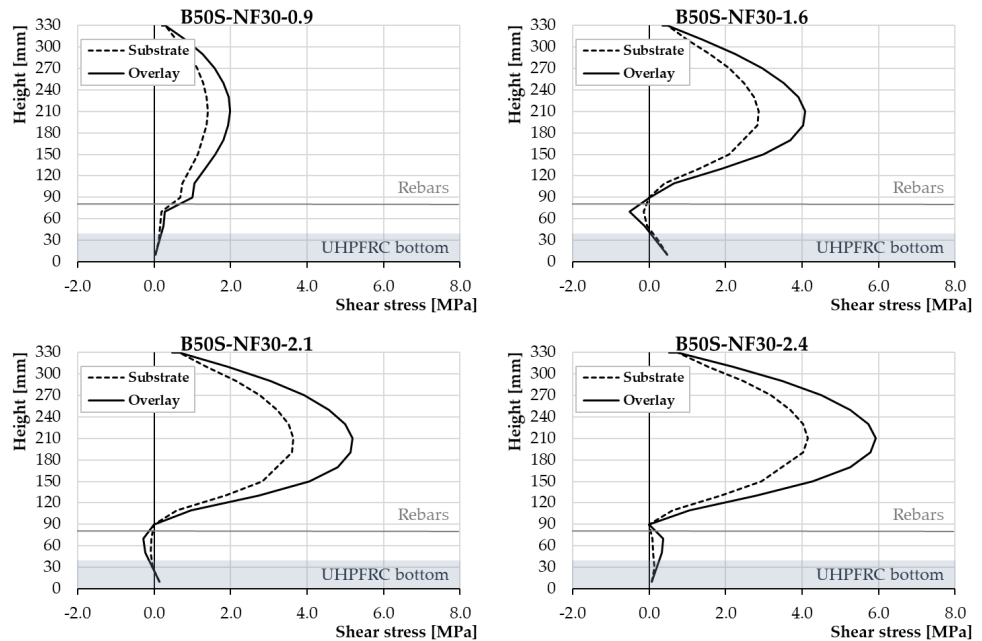 B50S-NF30-0.9
Height [mm]
330
300
270
240
210
180
150
120
90
60
30
0
Substrate
Overlay
Rebars
UHPFRC bottom
-2.0 0.0 2.0 4.0 6.0 8.0
Shear stress [MPa]
B50S-NF30-1.6
Height [mm]
330
300
270
240
210
180
150
120
90
60
30
0
Substrate
Overlay
Rebars
UHPFRC bottom
-2.0 0.0 2.0 4.0 6.0 8.0
Shear stress [MPa]
B50S-NF30-2.1
Height [mm]
330
300
270
240
210
180
150
120
90
60
30
0
Substrate
Overlay
Rebars
UHPFRC bottom
-2.0 0.0 2.0 4.0 6.0 8.0
Shear stress [MPa]
B50S-NF30-2.4
Height [mm]
330
300
270
240
210
180
150
120
90
60
30
0
Substrate
Overlay
Rebars
UHPFRC bottom
-2.0 0.0 2.0 4.0 6.0 8.0
Shear stress [MPa]